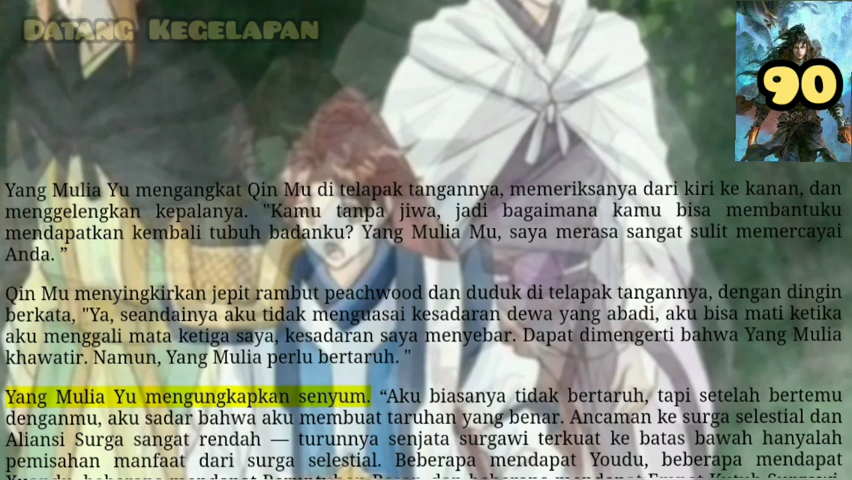 Datang Kegelapan
90
Yang Mulia Yu mengangkat Qin Mu di telapak tangannya, memeriksanya dari kiri ke kanan, dan
menggelengkan kepalanya. "Kamu tanpa jiwa, jadi bagaimana kamu bisa membantuku
mendapatkan kembali tubuh badanku? Yang Mulia Mu, saya merasa sangat sulit memercayai
Anda. ”
Qin Mu menyingkirkan jepit rambut peachwood dan duduk di telapak tangannya, dengan dingin
berkata, "Ya, seandainya aku tidak menguasai kesadaran dewa yang abadi, aku bisa mati ketika
aku menggali mata ketiga saya, kesadaran saya menyebar. Dapat dimengerti bahwa Yang Mulia
khawatir. Namun, Yang Mulia perlu bertaruh. "
Yang Mulia Yu mengungkapkan senyum. “Aku biasanya tidak bertaruh, tapi setelah bertemu
denganmu, aku sadar bahwa aku membuat taruhan yang benar. Ancaman ke surga selestial dan
Aliansi Surga sangat rendah — turunnya senjata surgawi terkuat ke batas bawah hanyalah
pemisahan manfaat dari surga selestial. Beberapa mendapat Youdu, beberapa mendapat